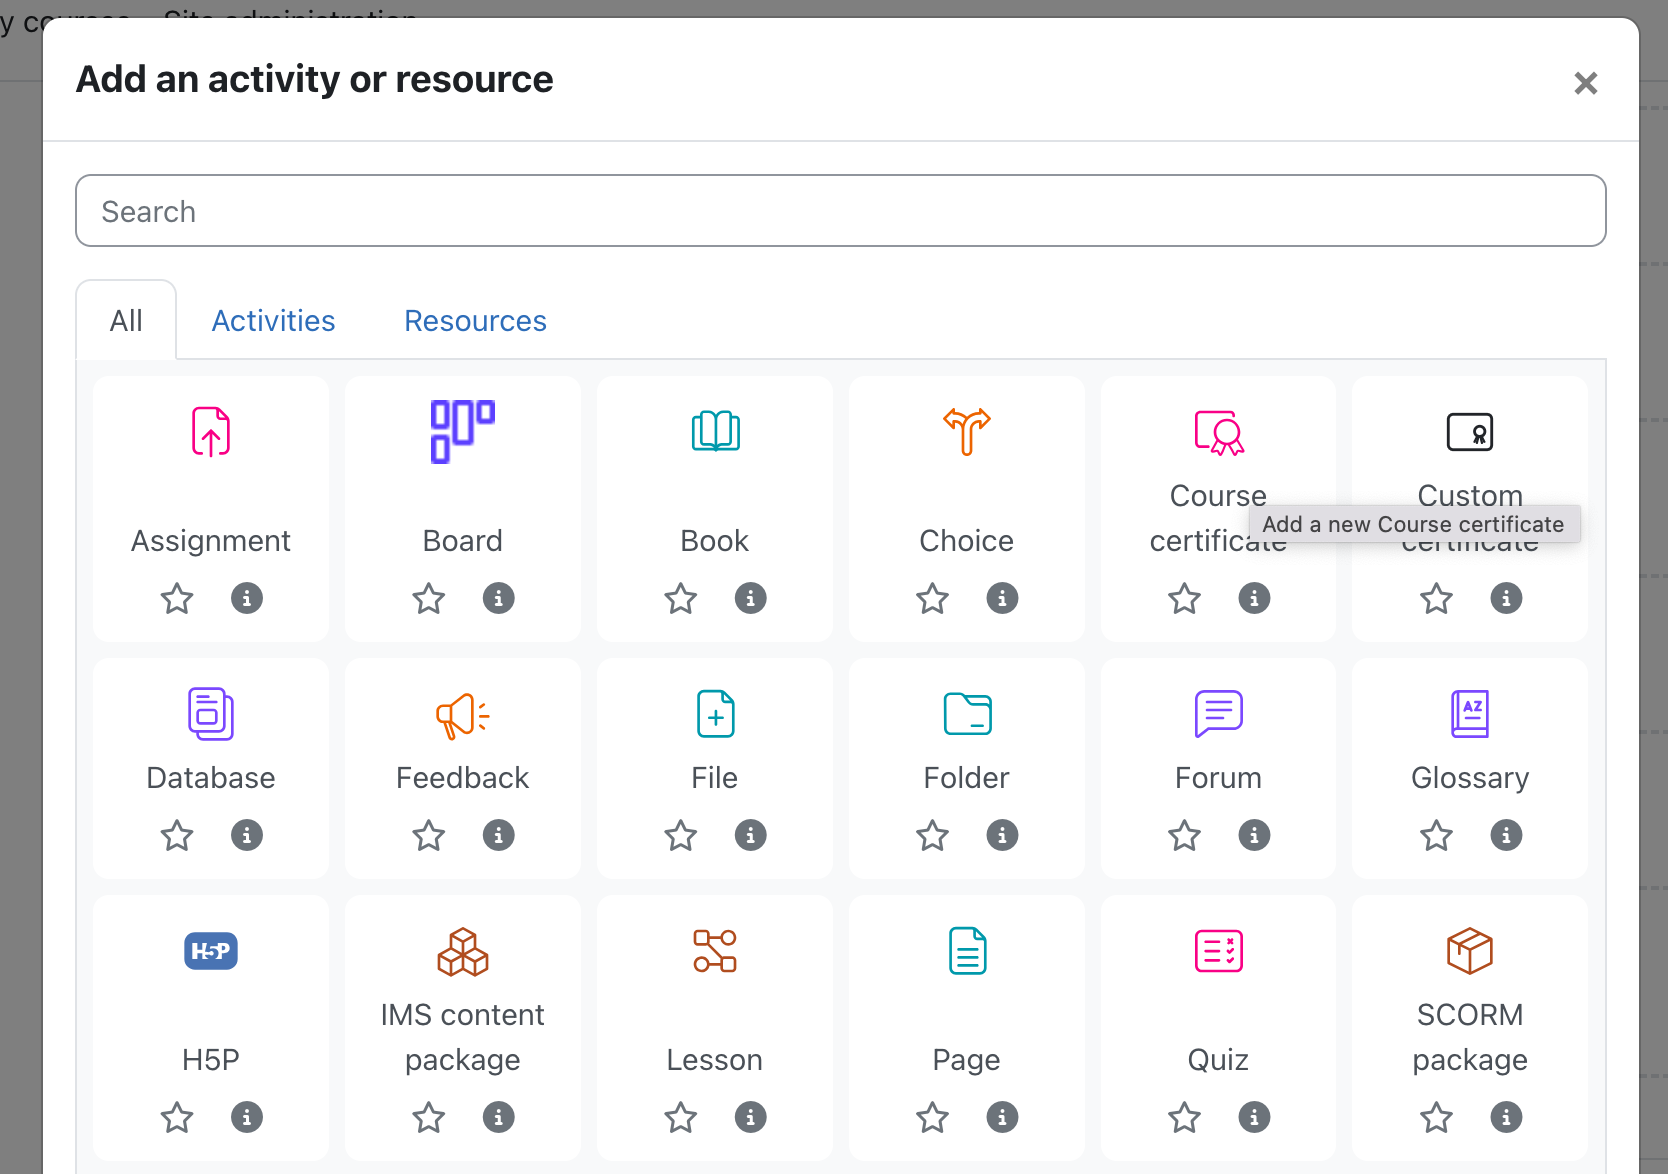 y courses Site administration
Add an activity or resource
Search
All Activities Resources
Assignment
Board
Book
Choice
Course
certificate
Custom
certificate
Add a new Course certificate
Database
Feedback
File
Folder
Forum
AZ
Glossary
H5P
H5P
IMS content
package
Lesson
Page
Quiz
SCORM
package